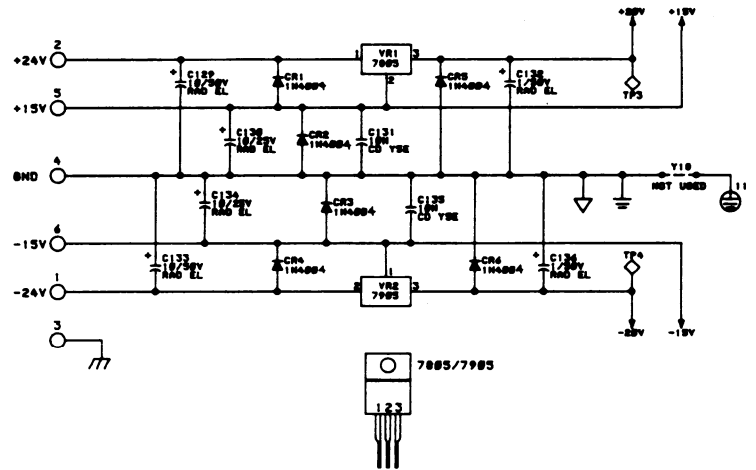 +20V +15V
2
+24V
1 VR1 3
7805
2
C129
10/50V
RAD EL
CR1
1N4004
CR5
1N4004
C132
1/50V
RAD EL
TP3
5
+15V
C130
10/25V
RAD EL
CR2
1N4004
C131
10N
CD YSE
4
GND
Y10
NOT USED
11
C134
10/25V
RAD EL
CR3
1N4004
C135
10N
CD YSE
6
-15V
C133
10/50V
RAD EL
CR4
1N4004
1
2 VR2 3
7905
CR6
1N4004
C136
1/50V
RAD EL
TP4
1
-24V
-20V -15V
3
7805/7905
1 2 3